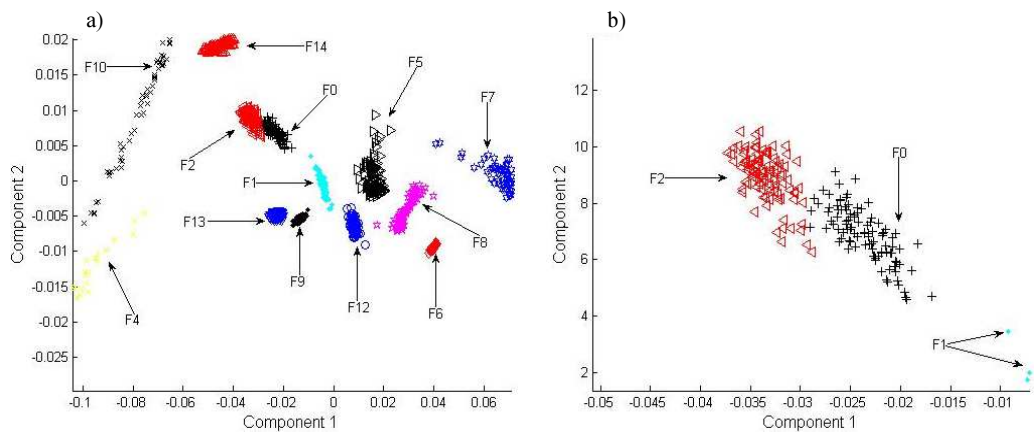 a)
b)
0.02
0.015
0.01
0.005
0
-0.005
-0.01
-0.015
-0.02
-0.025
Component 2
F10
F14
F0
F5
F7
F2
F1
F13
F9
F12
F8
F6
F4
-0.1
-0.08
-0.06
-0.04
-0.02
0
0.02
0.04
0.06
Component 1
12
10
8
6
4
2
Component 2
F2
F0
F1
-0.05
-0.045
-0.04
-0.035
-0.03
-0.025
-0.02
-0.015
-0.01
Component 1